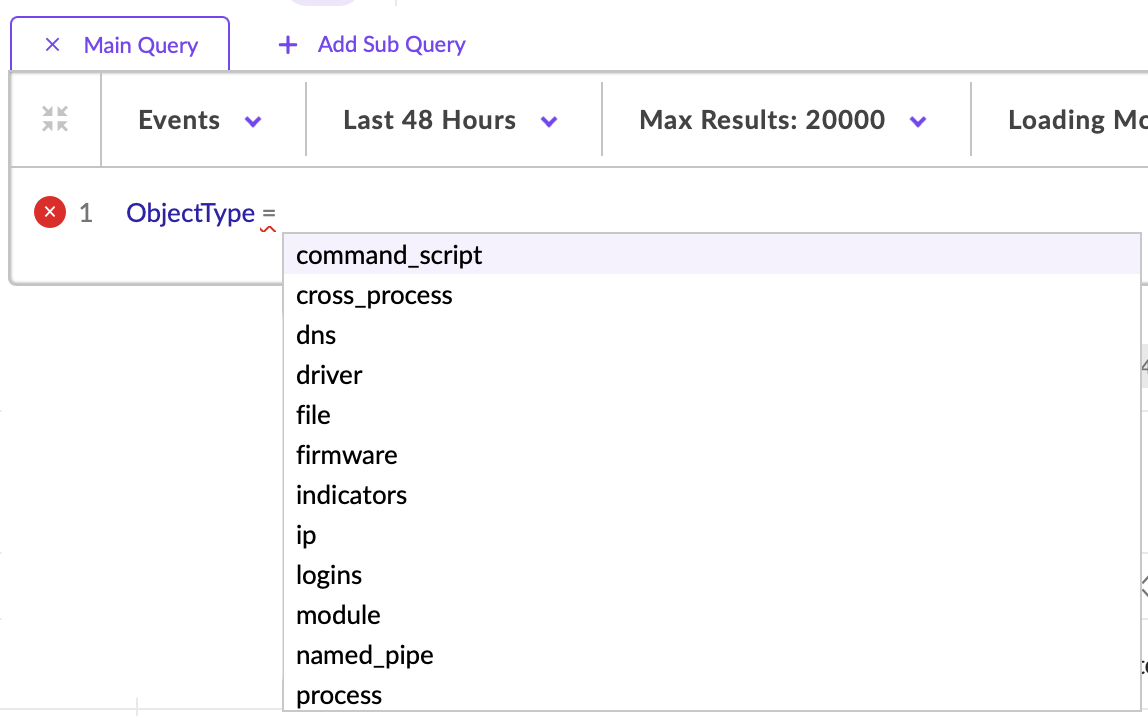 Main Query + Add Sub Query
Events Last 48 Hours Max Results: 20000 Loading Mo
1 ObjectType =
command_script
cross_process
dns
driver
file
firmware
indicators
ip
logins
module
named_pipe
process